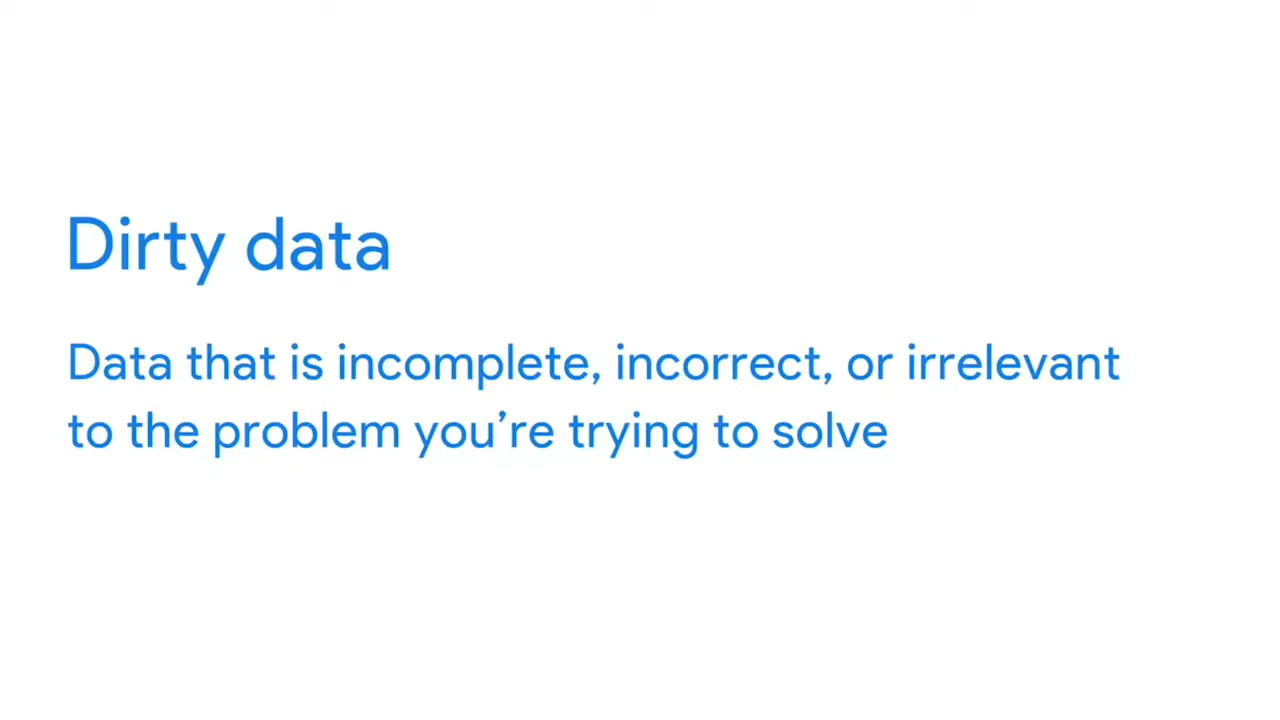 Dirty data
Data that is incomplete, incorrect, or irrelevant
to the problem you’re trying to solve